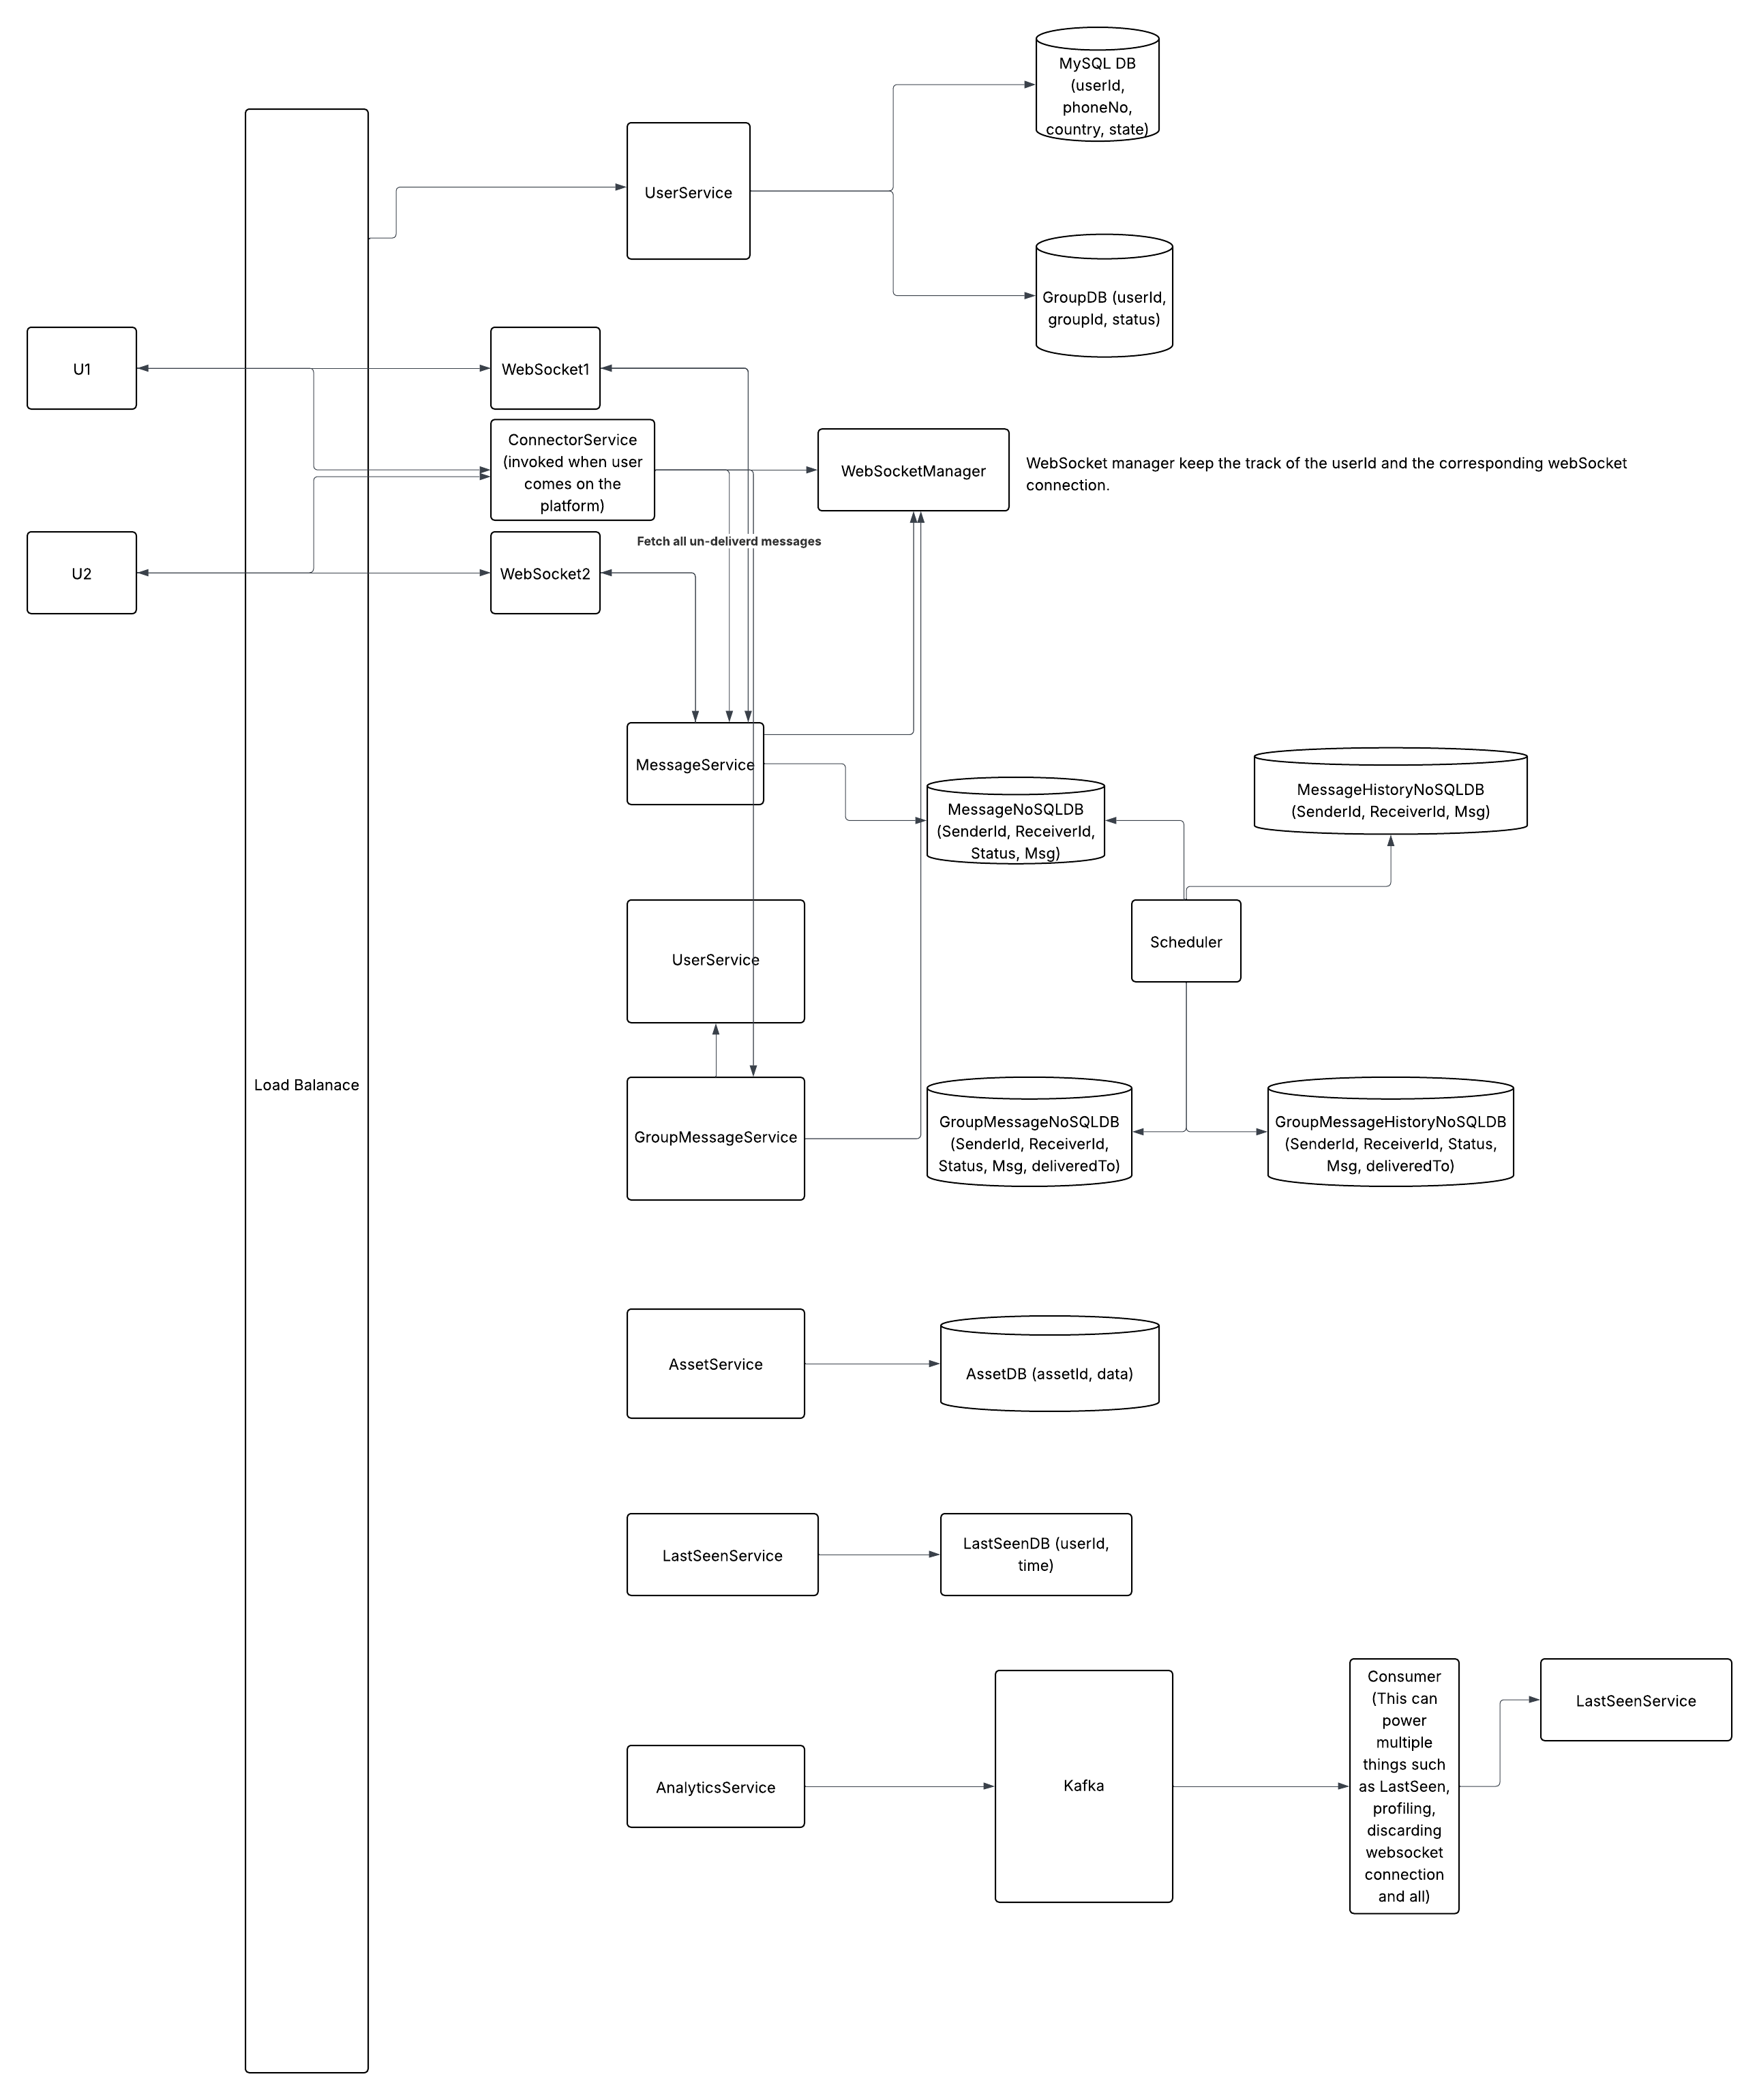 MySQL DB
(userId,
phoneNo,
country, state)
UserService
GroupDB (userId,
groupId, status)
U1
WebSocket1
ConnectorService
(invoked when user
comes on the
platform)
WebSocketManager
WebSocket manager keep the track of the userId and the corresponding webSocket
connection.
Fetch all un-deliverd messages
U2
WebSocket2
MessageService
MessageNoSQLDB
(SenderId, ReceiverId,
Status, Msg)
MessageHistoryNoSQLDB
(SenderId, ReceiverId, Msg)
UserService
Scheduler
Load Balanace
GroupMessageService
GroupMessageNoSQLDB
(SenderId, ReceiverId,
Status, Msg, deliveredTo)
GroupMessageHistoryNoSQLDB
(SenderId, ReceiverId, Status,
Msg, deliveredTo)
AssetService
AssetDB (assetId, data)
LastSeenService
LastSeenDB (userId,
time)
AnalyticsService
Kafka
Consumer
(This can
power
multiple
things such
as LastSeen,
profiling,
discarding
websocket
connection
and all)
LastSeenService